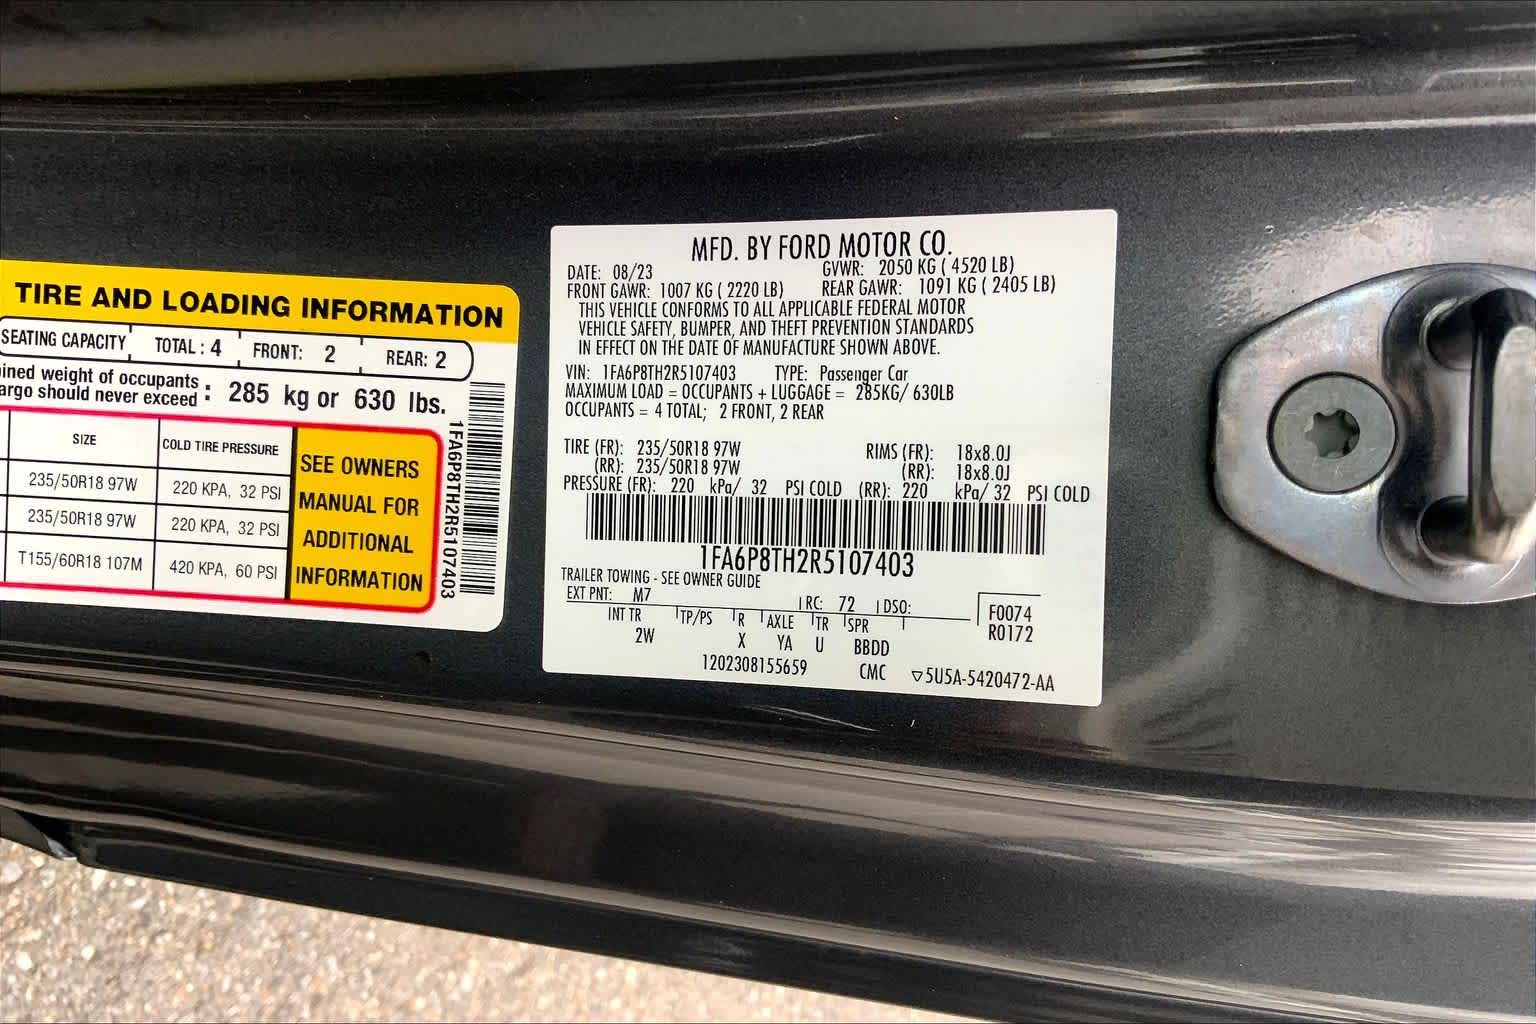 TIRE AND LOADING INFORMATION
SEATING CAPACITY TOTAL : 4 FRONT: 2 REAR: 2
ined weight of occupants
argo should never exceed : 285 kg or 630 lbs.
SIZE COLD TIRE PRESSURE
235/50R18 97W 220 KPA, 32 PSI
235/50R18 97W 220 KPA, 32 PSI
T155/60R18 107M 420 KPA, 60 PSI
SEE OWNERS
MANUAL FOR
ADDITIONAL
INFORMATION
1FA6P8TH2R5107403
MFD. BY FORD MOTOR CO.
DATE: 08/23 GVWR: 2050 KG ( 4520 LB)
FRONT GAWR: 1007 KG ( 2220 LB) REAR GAWR: 1091 KG ( 2405 LB)
THIS VEHICLE CONFORMS TO ALL APPLICABLE FEDERAL MOTOR
VEHICLE SAFETY, BUMPER, AND THEFT PREVENTION STANDARDS
IN EFFECT ON THE DATE OF MANUFACTURE SHOWN ABOVE.
VIN: 1FA6P8TH2R5107403 TYPE: Passenger Car
MAXIMUM LOAD = OCCUPANTS + LUGGAGE = 285KG/ 630LB
OCCUPANTS = 4 TOTAL; 2 FRONT, 2 REAR
TIRE (FR): 235/50R18 97W RIMS (FR): 18x8.0J
(RR): 235/50R18 97W (RR): 18x8.0J
PRESSURE (FR): 220 kPa/ 32 PSI COLD (RR): 220 kPa/ 32 PSI COLD
1FA6P8TH2R5107403
TRAILER TOWING - SEE OWNER GUIDE
EXT PNT: M7 RC: 72 DSO: F0074
INT TR TP/PS R AXLE TR SPR R0172
2W X YA U BBDD
1202308155659 CMC ▽5U5A-5420472-AA